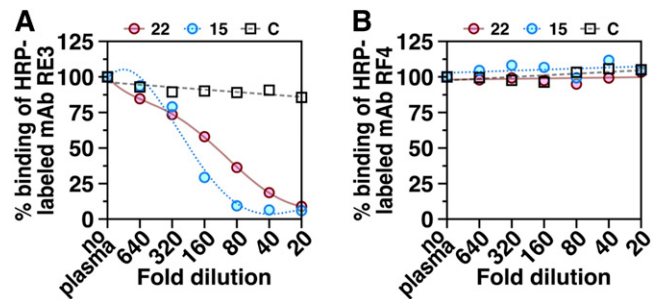 A
22 15 C
% binding of HRP-
labeled mAb RE3
125
100
75
50
25
0
no
plasma
640
320
160
80
40
20
Fold dilution
B
22 15 C
% binding of HRP-
labeled mAb RF4
125
100
75
50
25
0
no
plasma
640
320
160
80
40
20
Fold dilution